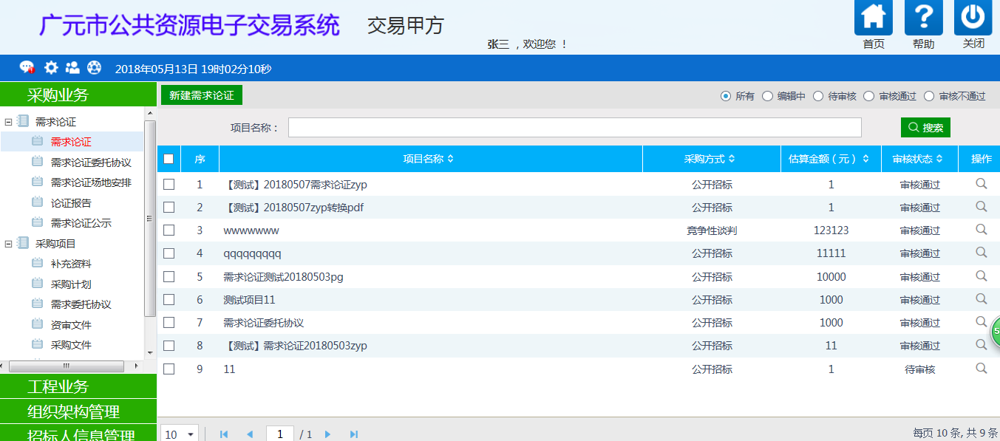 广元市公共资源电子交易系统 交易甲方
张三 ，欢迎您 ！
首页 帮助 关闭
2018年05月13日 19时02分10秒
采购业务
需求论证
需求论证
需求论证委托协议
需求论证场地安排
论证报告
需求论证公示
采购项目
补充资料
采购计划
需求委托协议
资审文件
采购文件
工程业务
组织架构管理
招标人信息管理
新建需求论证 所有 编辑中 待审核 审核通过 审核不通过
项目名称： 搜索
序 项目名称 采购方式 估算金额（元） 审核状态 操作
1 【测试】20180507需求论证zyp 公开招标 1 审核通过
2 【测试】20180507zyp转换pdf 公开招标 1 审核通过
3 wwwwwww 竞争性谈判 123123 审核通过
4 qqqqqqqqq 公开招标 11111 审核通过
5 需求论证测试20180503pg 公开招标 10000 审核通过
6 测试项目11 公开招标 1000 审核通过
7 需求论证委托协议 公开招标 1000 审核通过
8 【测试】需求论证20180503zyp 公开招标 11 审核通过
9 11 公开招标 1 待审核
10 1 / 1 每页 10 条, 共 9 条